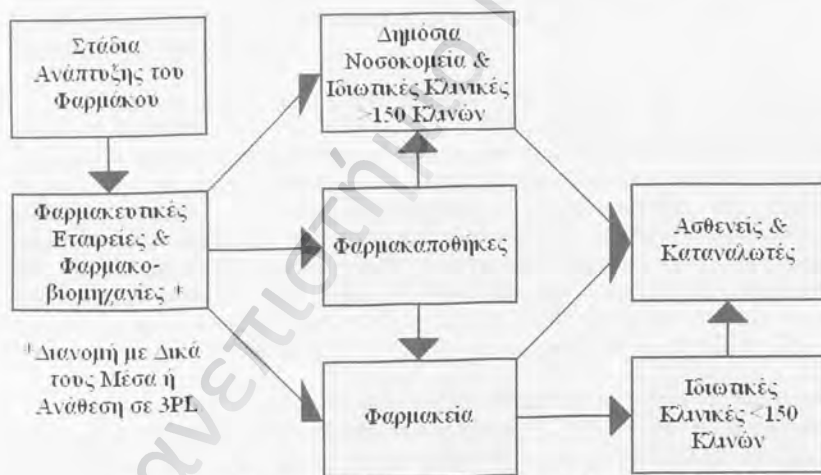 Στάδια
Ανάπτυξης του
Φαρμάκου
Δημόσια
Νοσοκομεία &
Ιδιωτικές Κλινικές
>150 Κλινών
Φαρμακευτικές
Εταιρείες &
Φαρμακο-
βιομηχανίες *
Φαρμακαποθήκες
Ασθενείς &
Καταναλωτές
*Διανομή με Δικά
τους Μέσα ή
Ανάθεση σε 3PL
Φαρμακεία
Ιδιωτικές
Κλινικές <150
Κλινών
ανεπιστήμιο